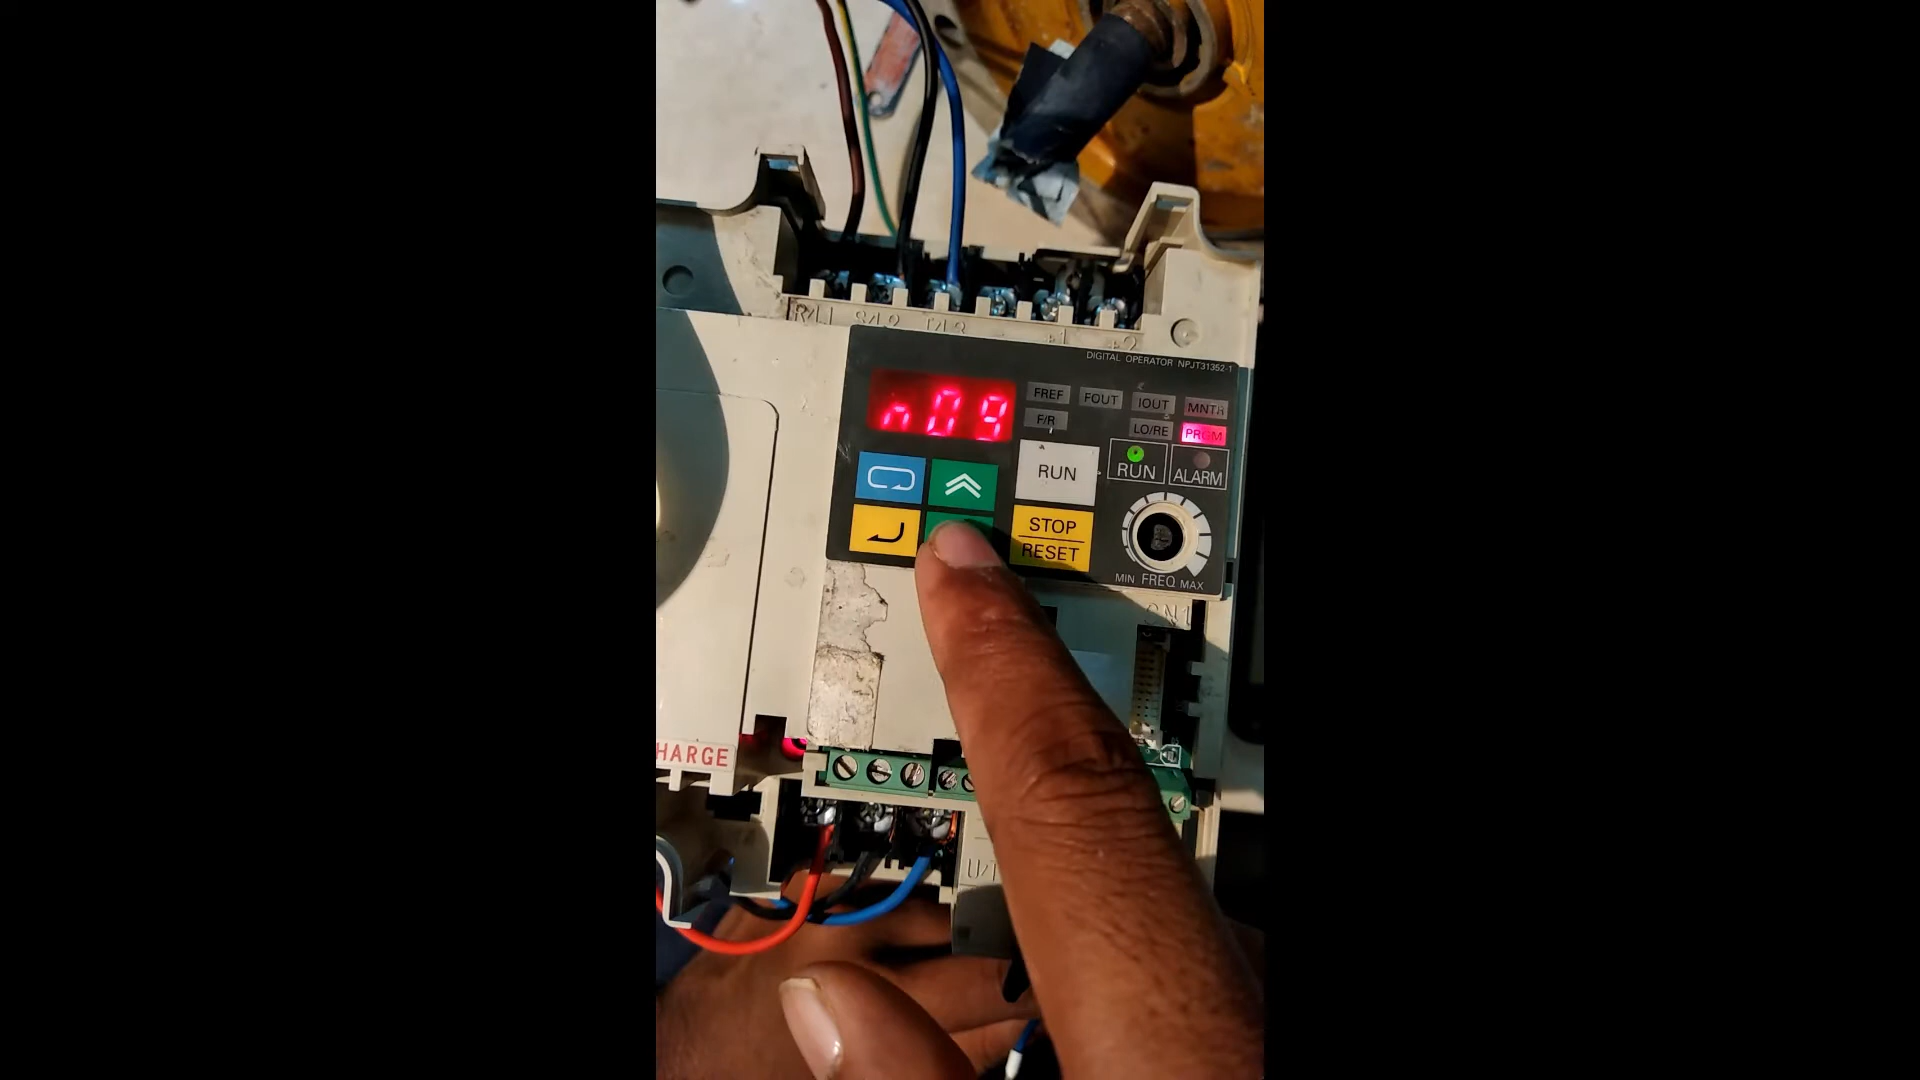 R/L1 S/L2 T/L3 - +1 +2
DIGITAL OPERATOR NPJT31352-1
n09
FREF FOUT IOUT MNTR
F/R LO/RE PRGM
RUN RUN ALARM
STOP
RESET
MIN FREQ MAX
CN1
HARGE
U/T